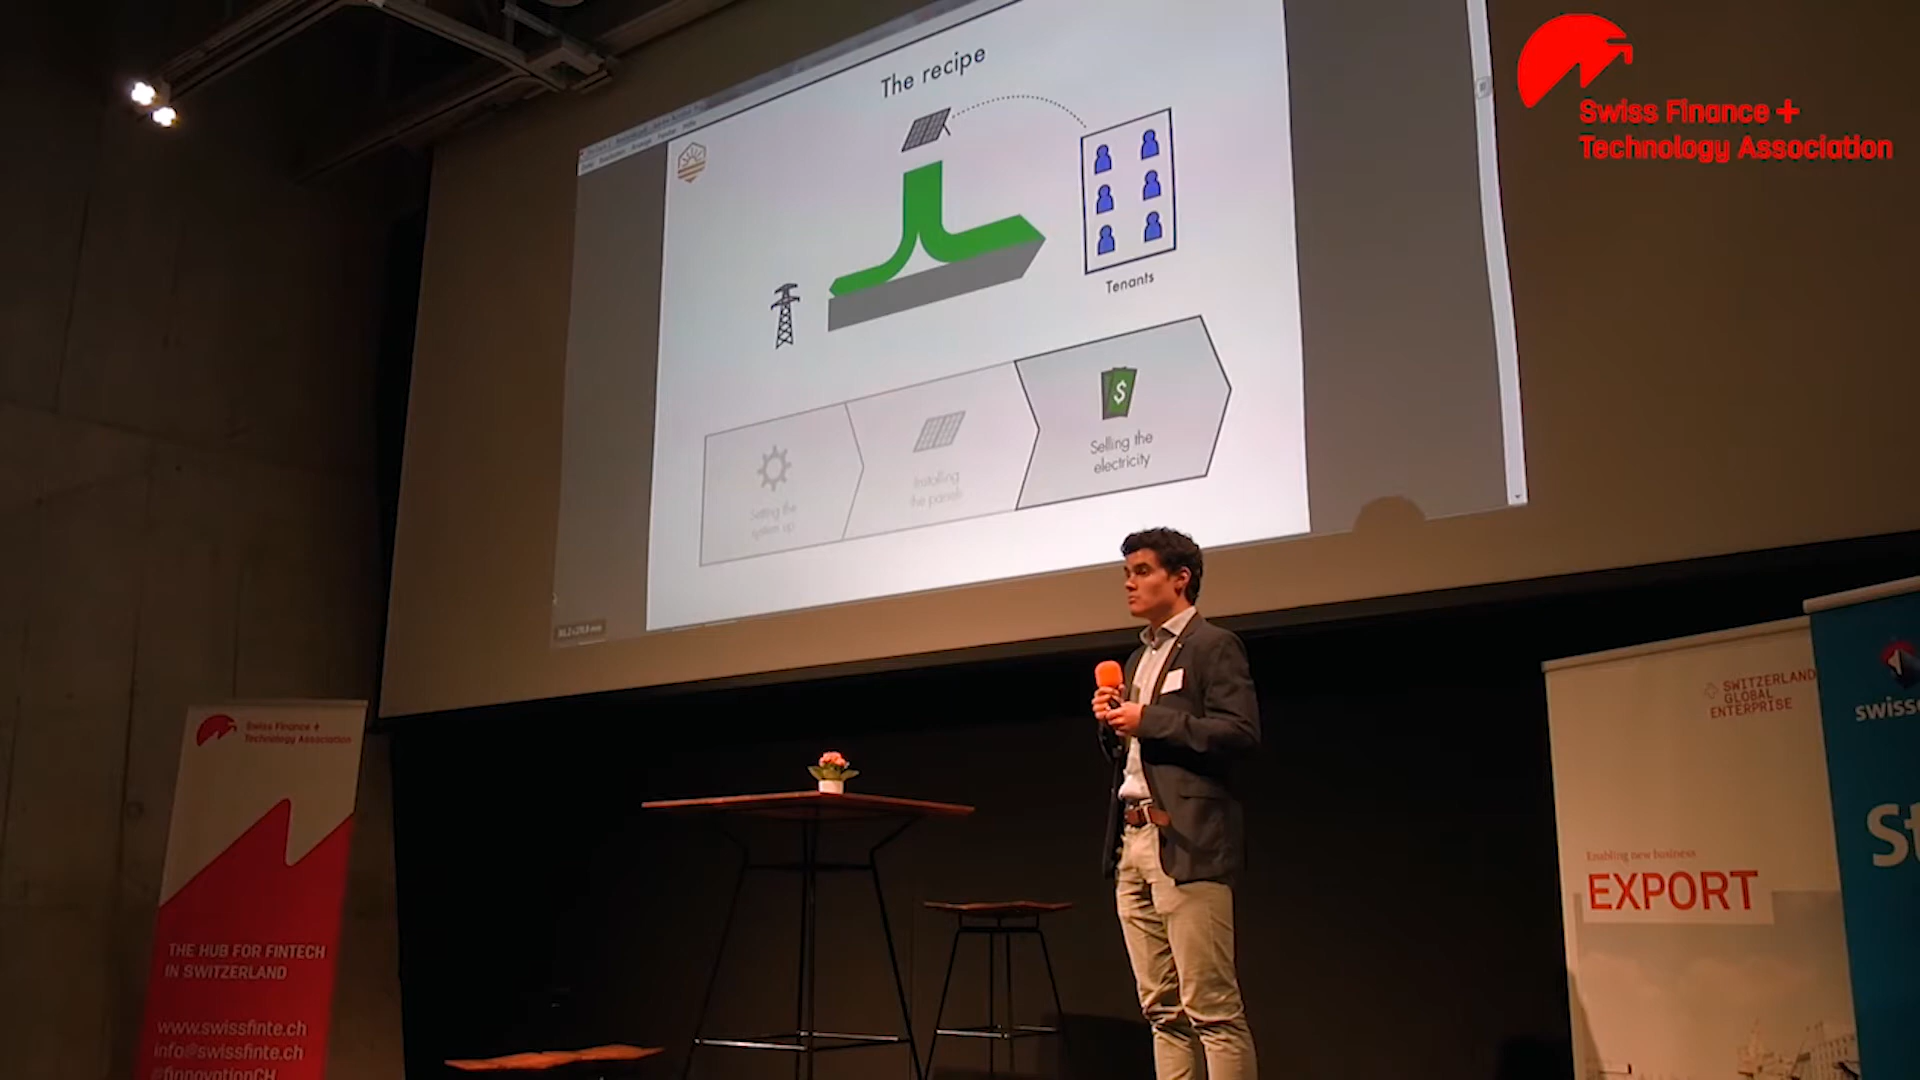 The recipe
Tenants
Setting the
system up
Installing
the panels
Selling the
electricity
$
Swiss Finance +
Technology Association
Swiss Finance +
Technology Association
THE HUB FOR FINTECH
IN SWITZERLAND
www.swissfinte.ch
info@swissfinte.ch
@finnovationCH
SWITZERLAND
GLOBAL
ENTERPRISE
Enabling new business
EXPORT
swissc
St